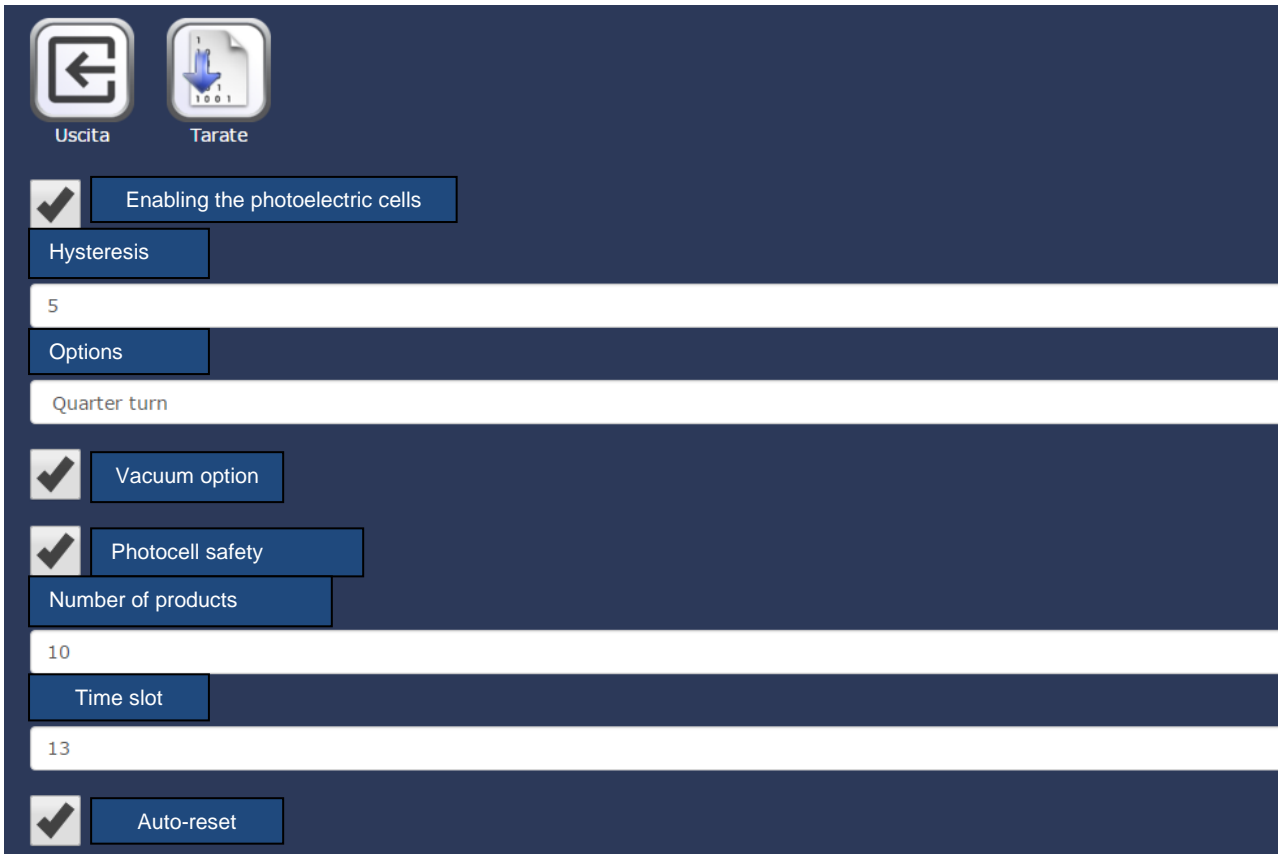 Uscita Tarate
Enabling the photoelectric cells
Hysteresis
5
Options
Quarter turn
Vacuum option
Photocell safety
Number of products
10
Time slot
13
Auto-reset